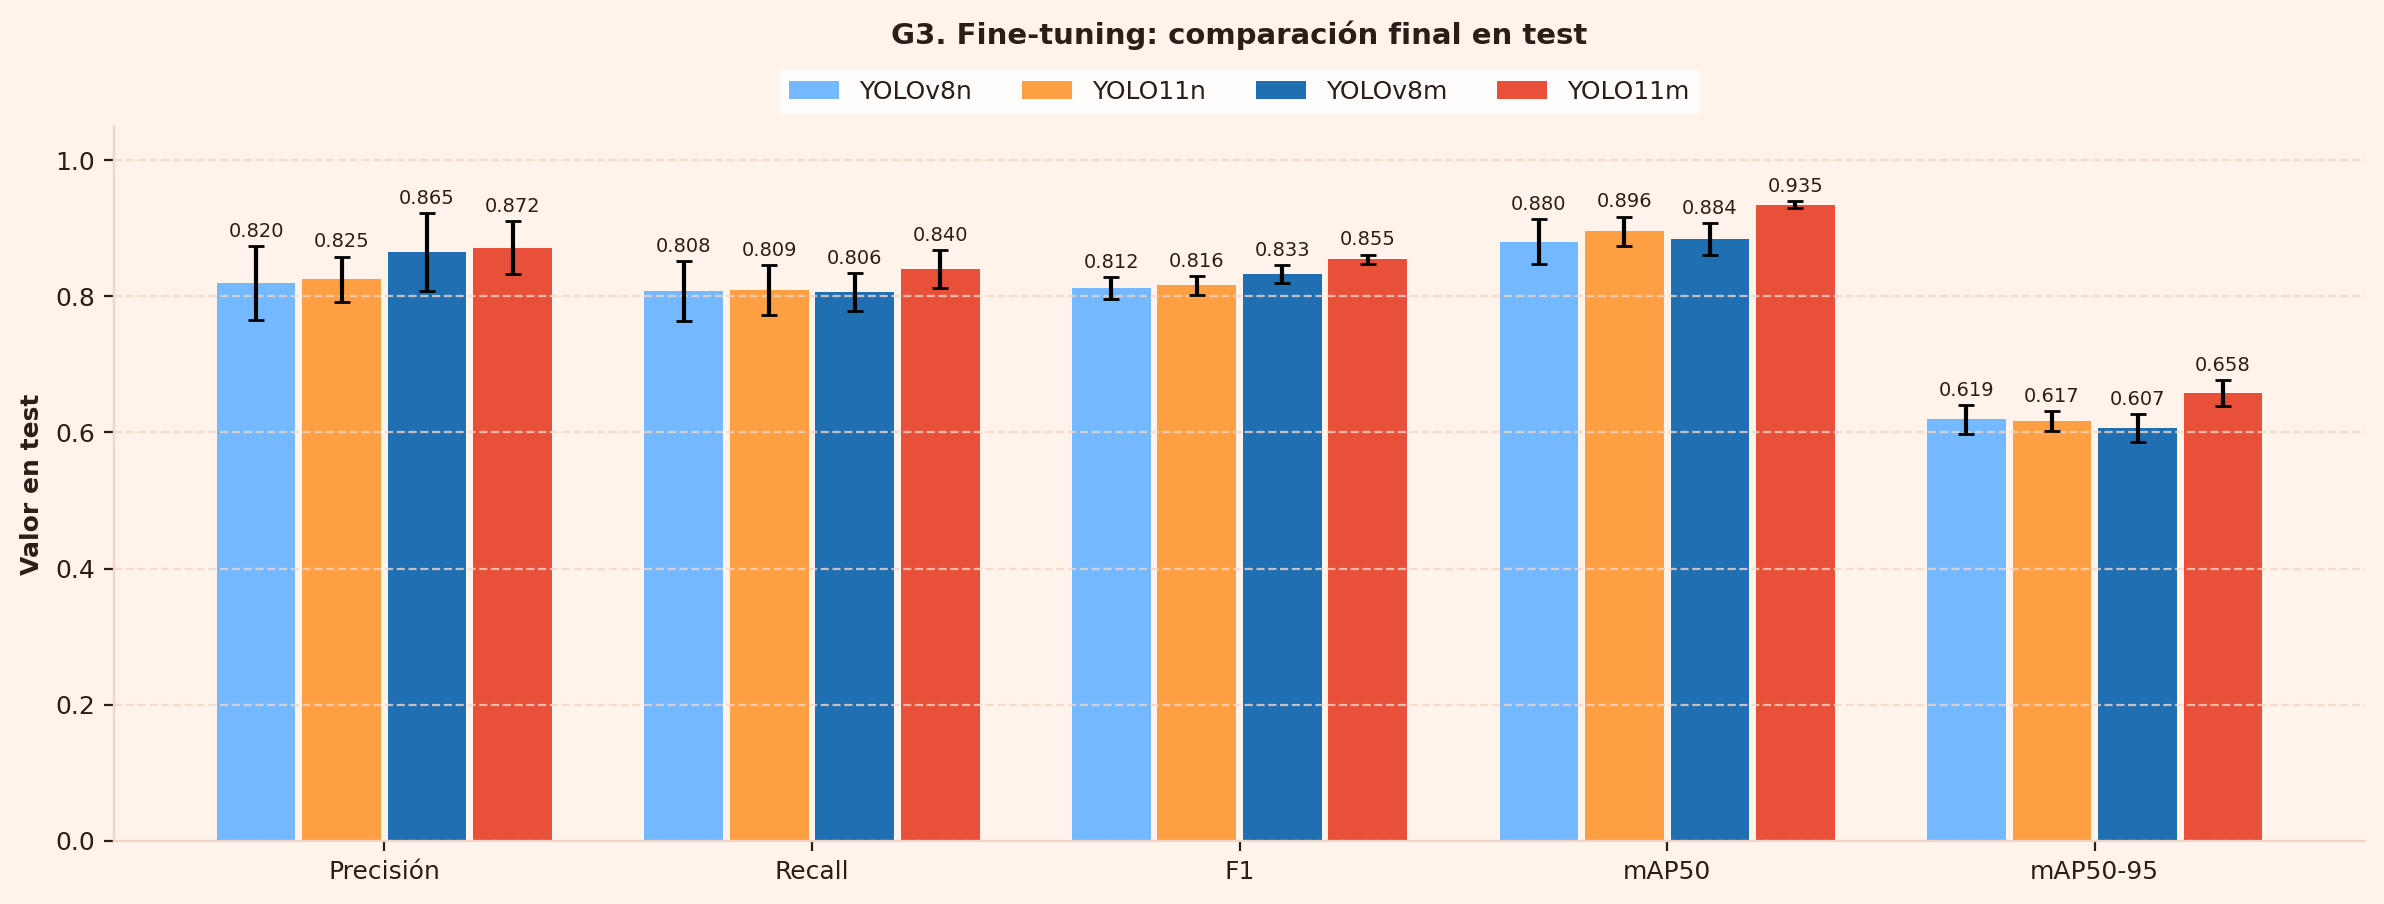 G3. Fine-tuning: comparación final en test
YOLOv8n YOLO11n YOLOv8m YOLO11m
Valor en test
1.0
0.8
0.6
0.4
0.2
0.0
0.820 0.825 0.865 0.872
0.808 0.809 0.806 0.840
0.812 0.816 0.833 0.855
0.880 0.896 0.884 0.935
0.619 0.617 0.607 0.658
Precisión Recall F1 mAP50 mAP50-95